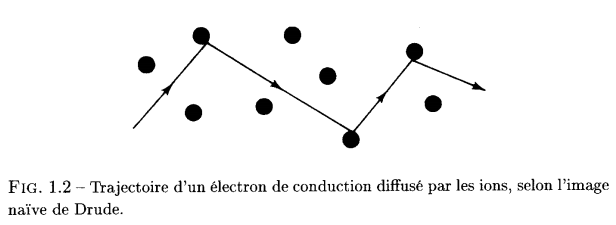 FIG. 1.2 – Trajectoire d'un électron de conduction diffusé par les ions, selon l'image
naïve de Drude.